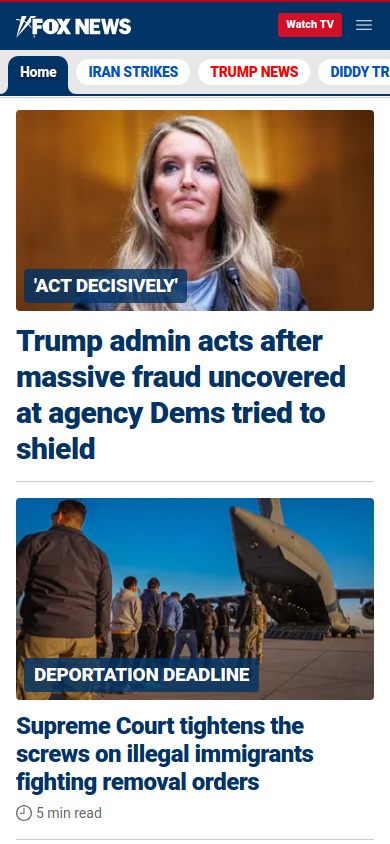 FOX NEWS
Watch TV
Home
IRAN STRIKES
TRUMP NEWS
DIDDY TR
'ACT DECISIVELY'
Trump admin acts after
massive fraud uncovered
at agency Dems tried to
shield
DEPORTATION DEADLINE
Supreme Court tightens the
screws on illegal immigrants
fighting removal orders
5 min read